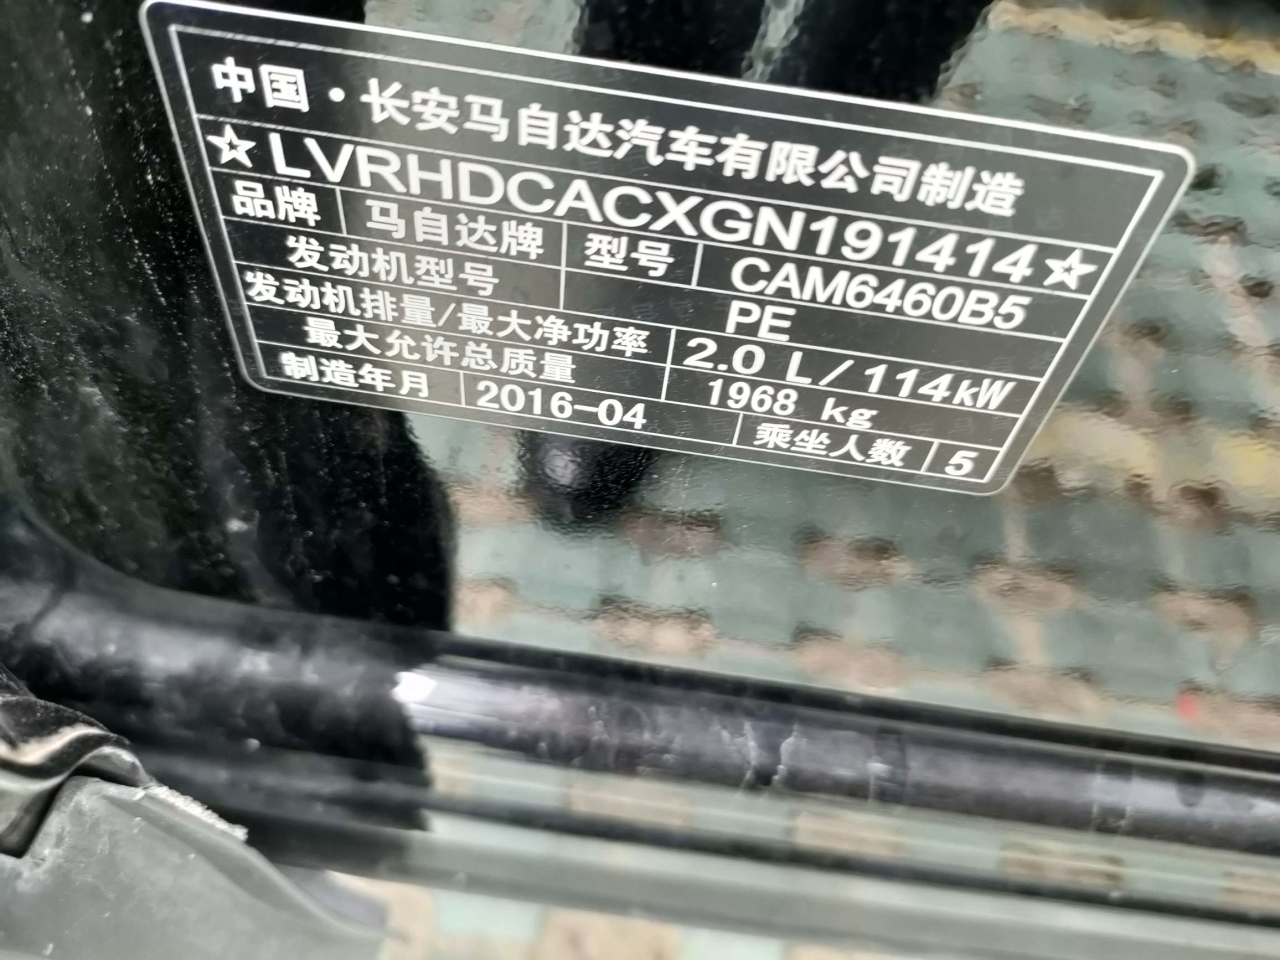 中国·长安马自达汽车有限公司制造
☆LVRHDCACXGN191414☆
品牌 马自达牌 型号 CAM6460B5
发动机型号 PE
发动机排量/最大净功率 2.0 L/114kW
最大允许总质量 1968 kg
制造年月 2016-04 乘坐人数 5